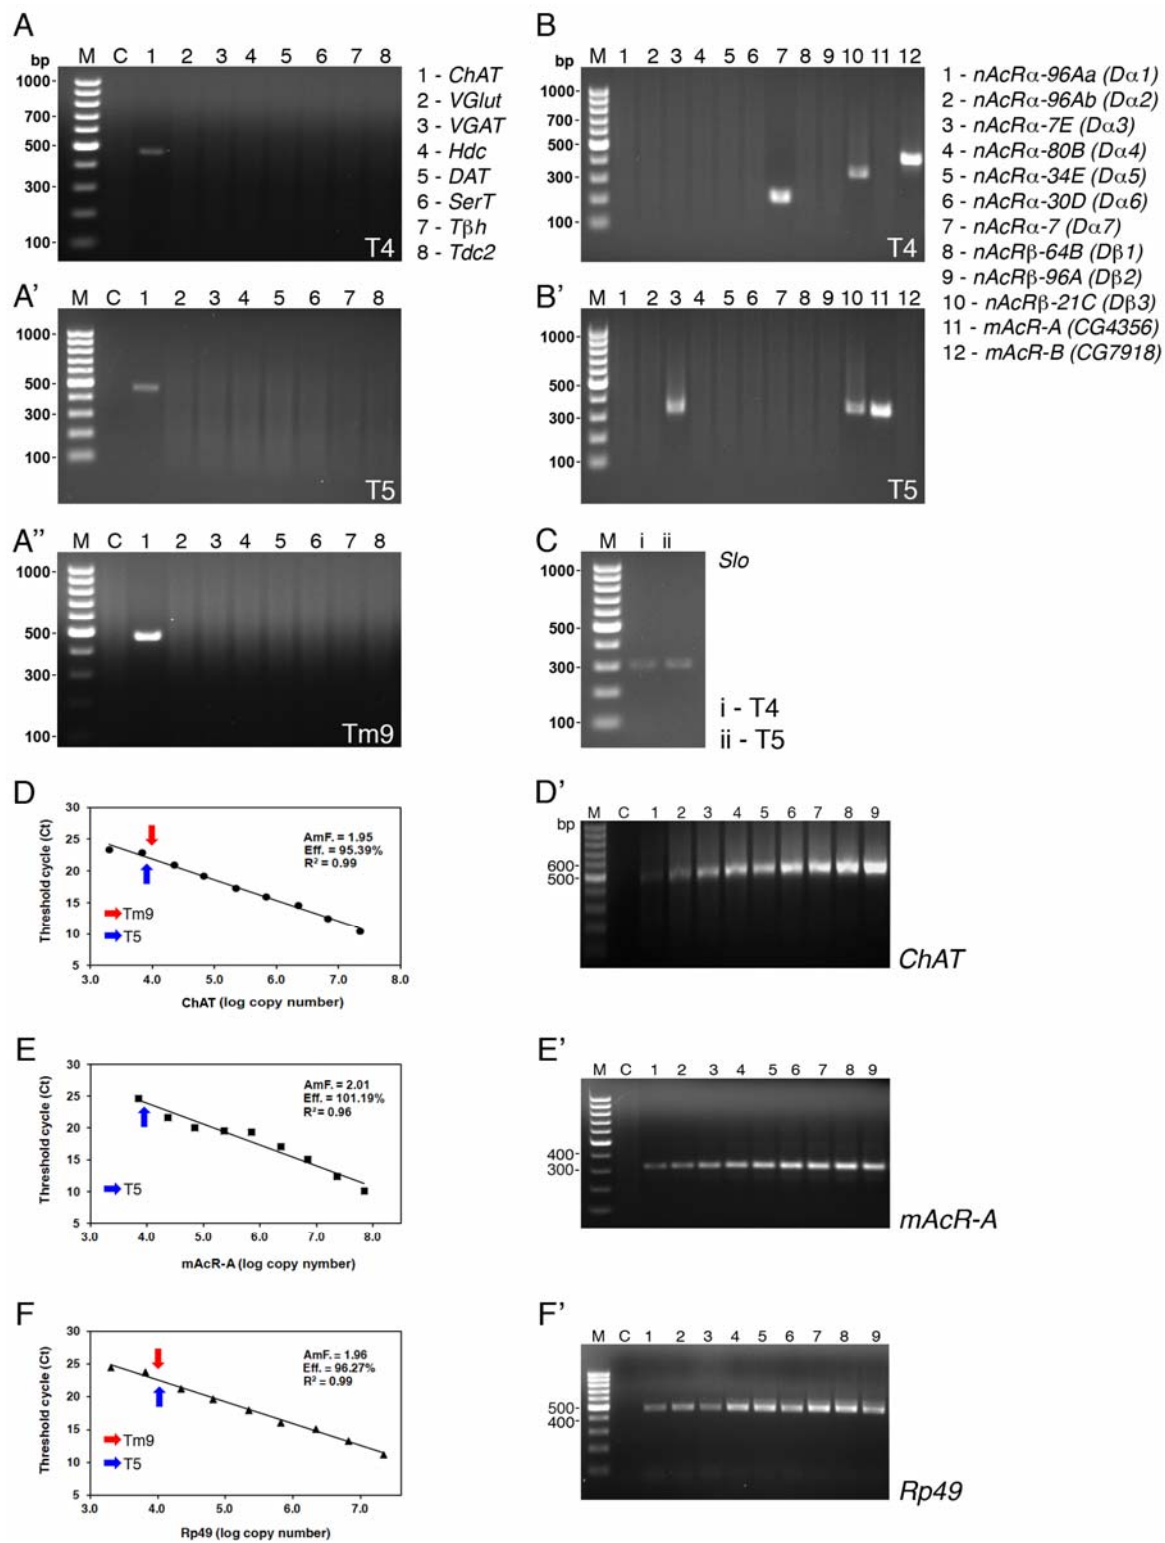 A
M C 1 2 3 4 5 6 7 8
bp
1000
700
500
300
100
T4
1 - ChAT
2 - VGlut
3 - VGAT
4 - Hdc
5 - DAT
6 - SerT
7 - Tβh
8 - Tdc2
B
M 1 2 3 4 5 6 7 8 9 10 11 12
bp
1000
700
500
300
100
T4
1 - nAcRα-96Aa (Dα1)
2 - nAcRα-96Ab (Dα2)
3 - nAcRα-7E (Dα3)
4 - nAcRα-80B (Dα4)
5 - nAcRα-34E (Dα5)
6 - nAcRα-30D (Dα6)
7 - nAcRα-7 (Dα7)
8 - nAcRβ-64B (Dβ1)
9 - nAcRβ-96A (Dβ2)
10 - nAcRβ-21C (Dβ3)
11 - mAcR-A (CG4356)
12 - mAcR-B (CG7918)
A'
M C 1 2 3 4 5 6 7 8
1000
500
300
100
T5
B'
M 1 2 3 4 5 6 7 8 9 10 11 12
1000
500
300
100
T5
A"
M C 1 2 3 4 5 6 7 8
1000
500
300
100
Tm9
C
M i ii
Slo
1000
500
300
100
i - T4
ii - T5
D
30
25
20
15
10
5
Threshold cycle (Ct)
AmF. = 1.95
Eff. = 95.39%
R² = 0.99
Tm9
T5
3.0 4.0 5.0 6.0 7.0 8.0
ChAT (log copy number)
D'
M C 1 2 3 4 5 6 7 8 9
bp
600
500
ChAT
E
30
25
20
15
10
5
Threshold cycle (Ct)
AmF. = 2.01
Eff. = 101.19%
R² = 0.96
T5
3.0 4.0 5.0 6.0 7.0 8.0
mAcR-A (log copy nymber)
E'
M C 1 2 3 4 5 6 7 8 9
400
300
mAcR-A
F
30
25
20
15
10
5
Threshold cycle (Ct)
AmF. = 1.96
Eff. = 96.27%
R² = 0.99
Tm9
T5
3.0 4.0 5.0 6.0 7.0
Rp49 (log copy number)
F'
M C 1 2 3 4 5 6 7 8 9
500
400
Rp49